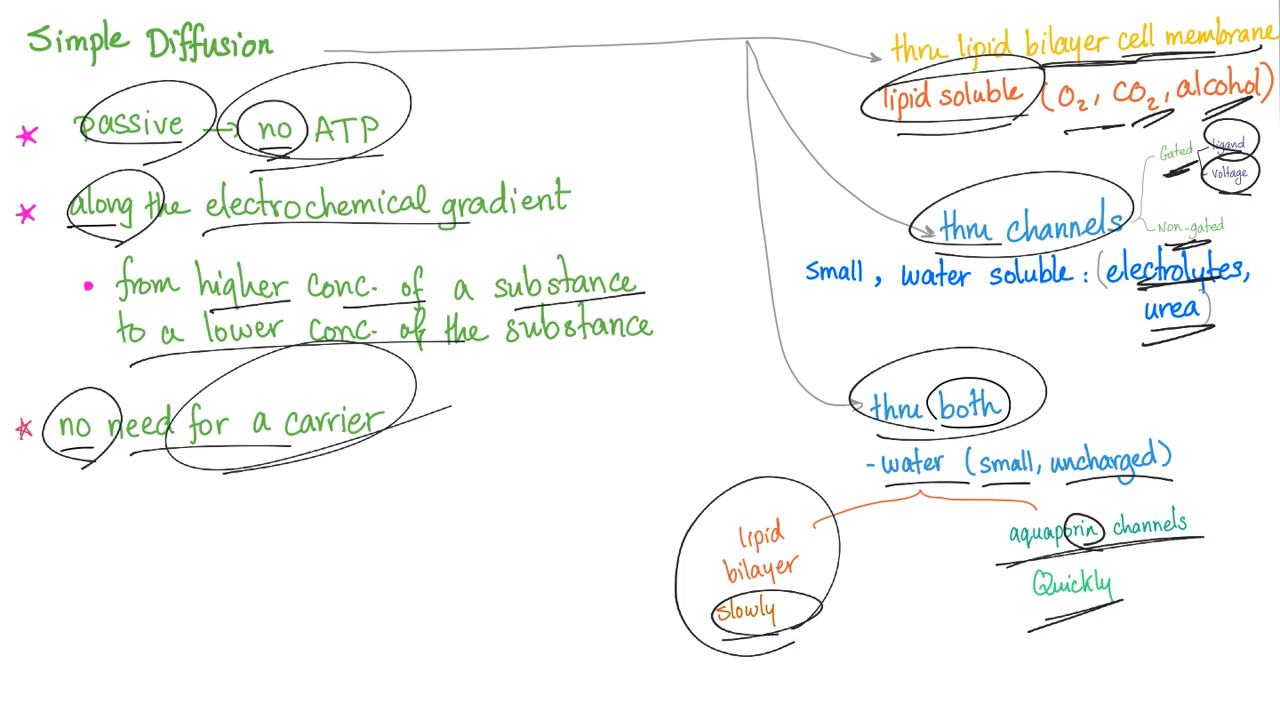 Simple Diffusion
passive → no ATP
along the electrochemical gradient
• from higher conc. of a substance
to a lower conc. of the substance
no need for a carrier
thru lipid bilayer cell membrane
lipid soluble (O₂, CO₂, alcohol)
Gated
ligand
voltage
thru channels
Non-gated
small, water soluble: (electrolytes,
urea)
thru both
- water (small, uncharged)
lipid
bilayer
slowly
aquaporin channels
Quickly